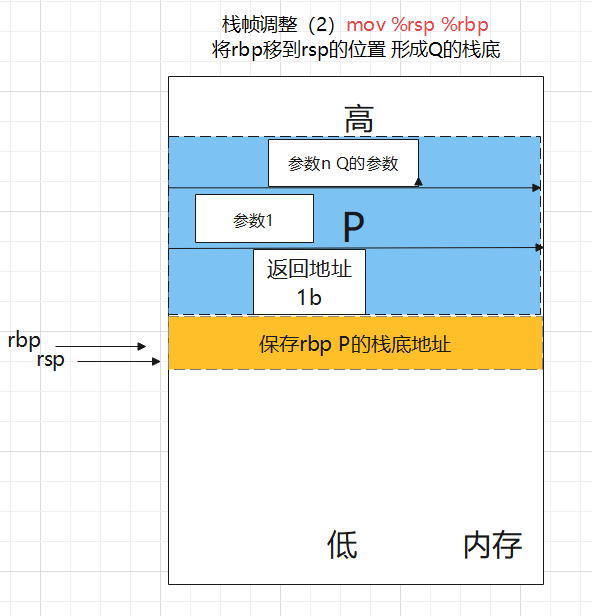 栈帧调整（2）mov %rsp %rbp
将rbp移到rsp的位置 形成Q的栈底
高
参数n Q的参数
参数1
P
返回地址
1b
rbp
rsp
保存rbp P的栈底地址
低
内存